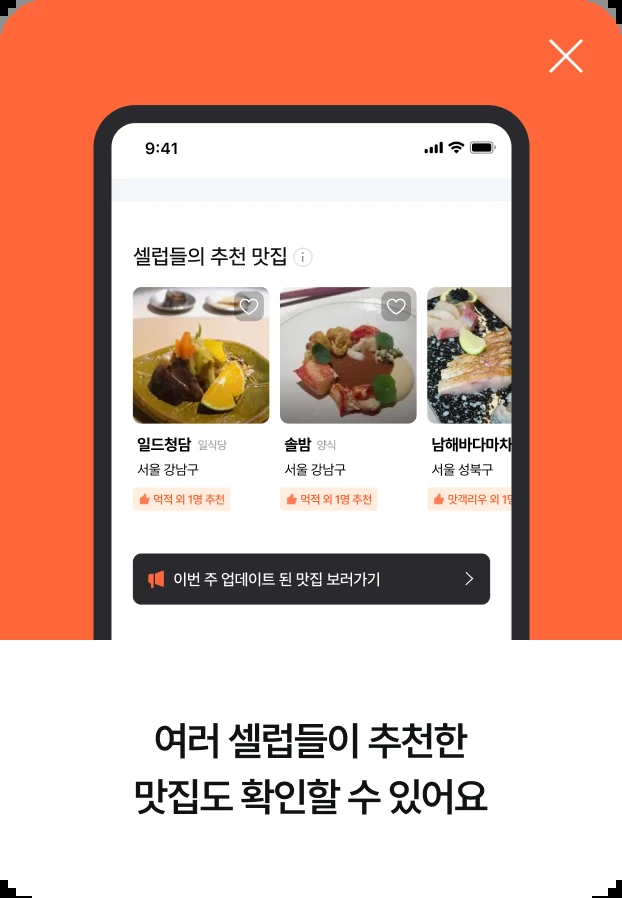 9:41
셀럽들의 추천 맛집
일드청담 일식당
서울 강남구
먹적 외 1명 추천
솔밤 양식
서울 강남구
먹적 외 1명 추천
남해바다마차
서울 성북구
맛객리우 외 1명
이번 주 업데이트 된 맛집 보러가기
여러 셀럽들이 추천한
맛집도 확인할 수 있어요